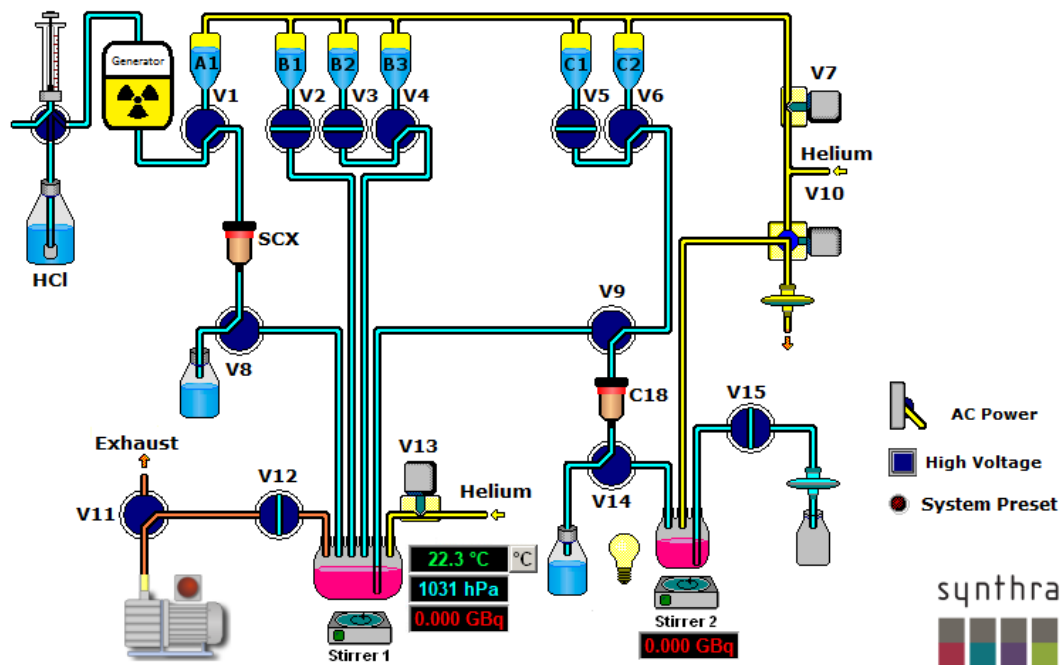 Generator
A1
B1
B2
B3
C1
C2
V1
V2
V3
V4
V5
V6
V7
Helium
V10
HCl
SCX
V8
V9
C18
V15
AC Power
High Voltage
System Preset
Exhaust
V11
V12
V13
Helium
V14
22.3 °C
°C
1031 hPa
0.000 GBq
Stirrer 1
Stirrer 2
0.000 GBq
synthra